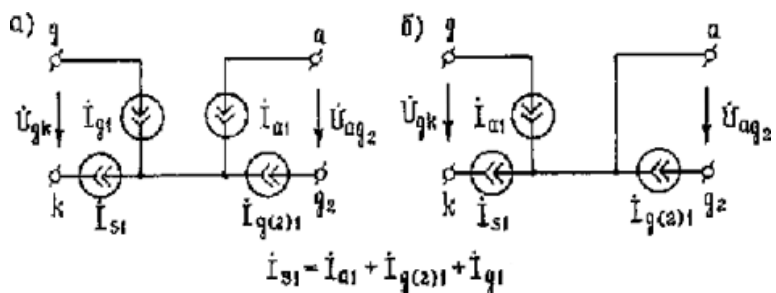 а) g a
U̇gk İg1 İa1 U̇ag₂
k İs1 İg(2)1 g₂
б) g a
U̇gk İa1 U̇ag₂
k İs1 İg(2)1 g₂
İs1 = İa1 + İg(2)1 + İg1